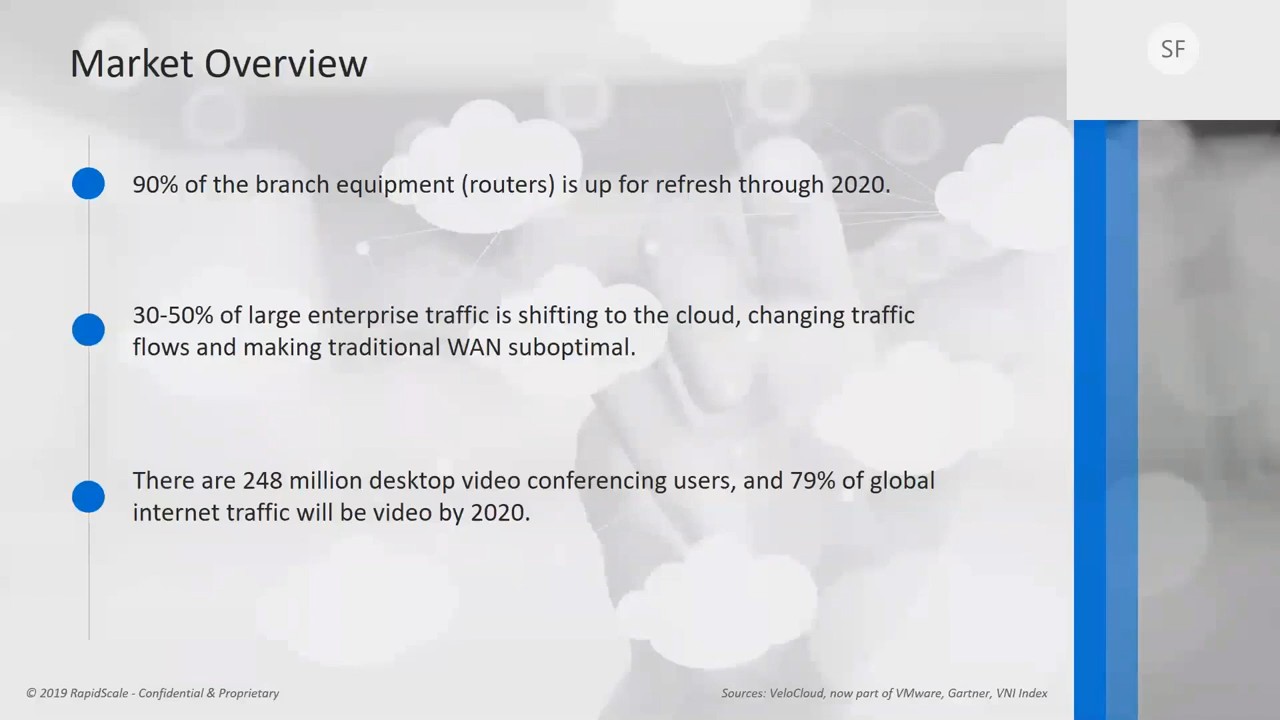 Market Overview
SF
90% of the branch equipment (routers) is up for refresh through 2020.
30-50% of large enterprise traffic is shifting to the cloud, changing traffic
flows and making traditional WAN suboptimal.
There are 248 million desktop video conferencing users, and 79% of global
internet traffic will be video by 2020.
© 2019 RapidScale - Confidential & Proprietary
Sources: VeloCloud, now part of VMware, Gartner, VNI Index